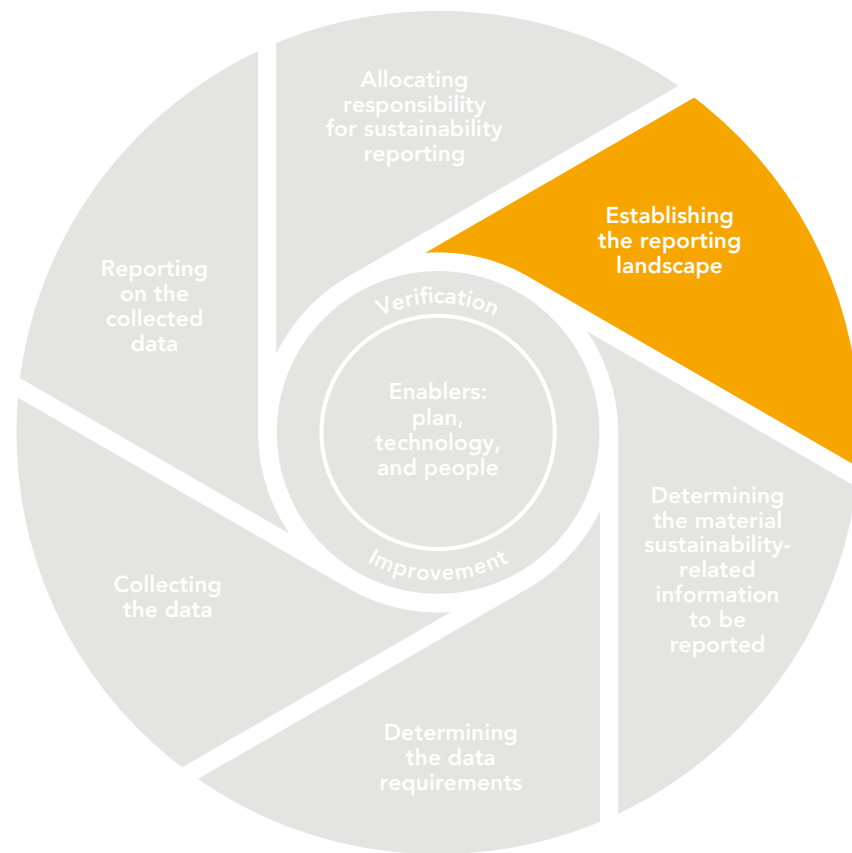 Allocating
responsibility
for sustainability
reporting
Establishing
the reporting
landscape
Determining
the material
sustainability-
related
information
to be
reported
Determining
the data
requirements
Collecting
the data
Reporting
on the
collected
data
Verification
Enablers:
plan,
technology,
and people
Improvement